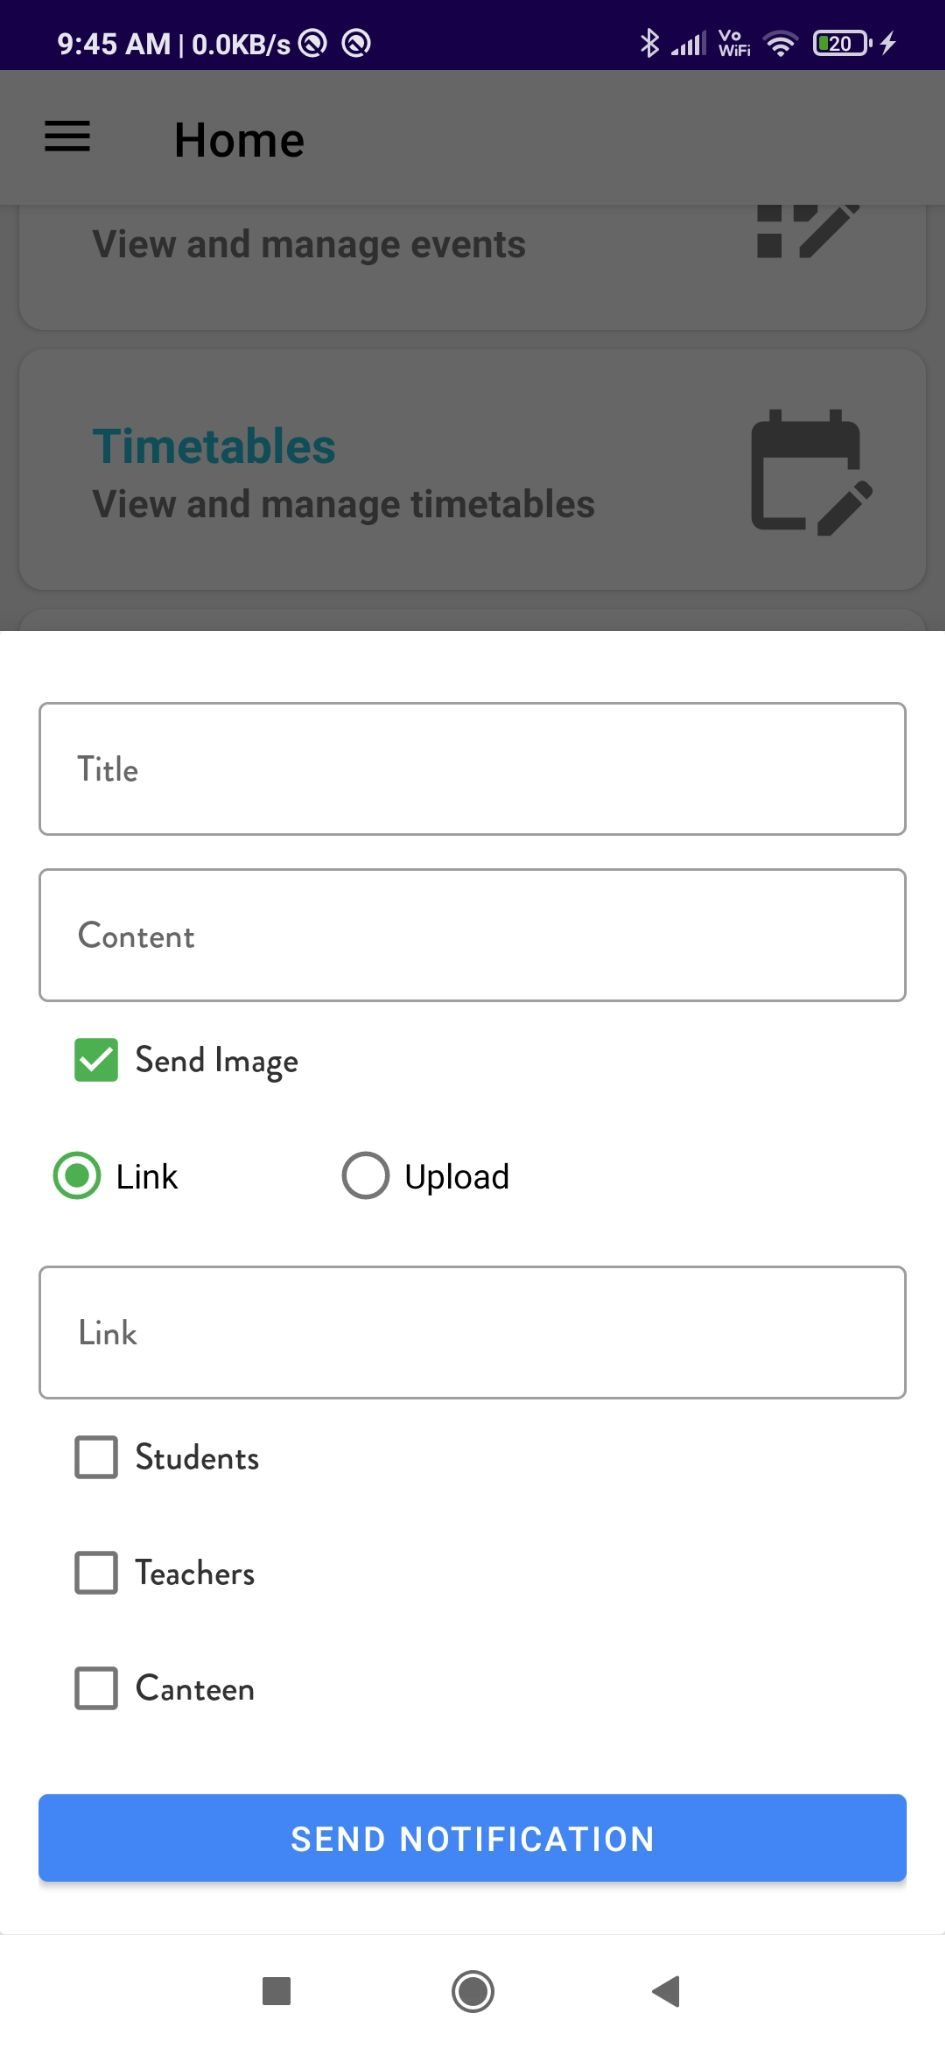 9:45 AM | 0.0KB/s Vo WiFi 20
Home
View and manage events
Timetables
View and manage timetables
Title
Content
Send Image
Link Upload
Link
Students
Teachers
Canteen
SEND NOTIFICATION